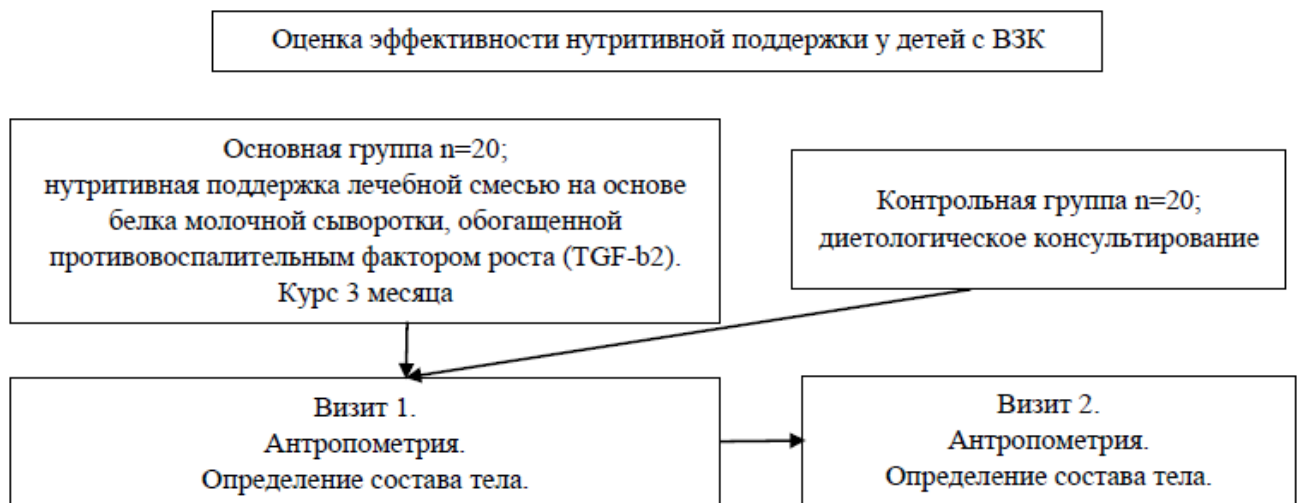 Оценка эффективности нутритивной поддержки у детей с ВЗК
Основная группа n=20;
нутритивная поддержка лечебной смесью на основе
белка молочной сыворотки, обогащенной
противовоспалительным фактором роста (TGF-b2).
Курс 3 месяца
Контрольная группа n=20;
диетологическое консультирование
Визит 1.
Антропометрия.
Определение состава тела.
Визит 2.
Антропометрия.
Определение состава тела.